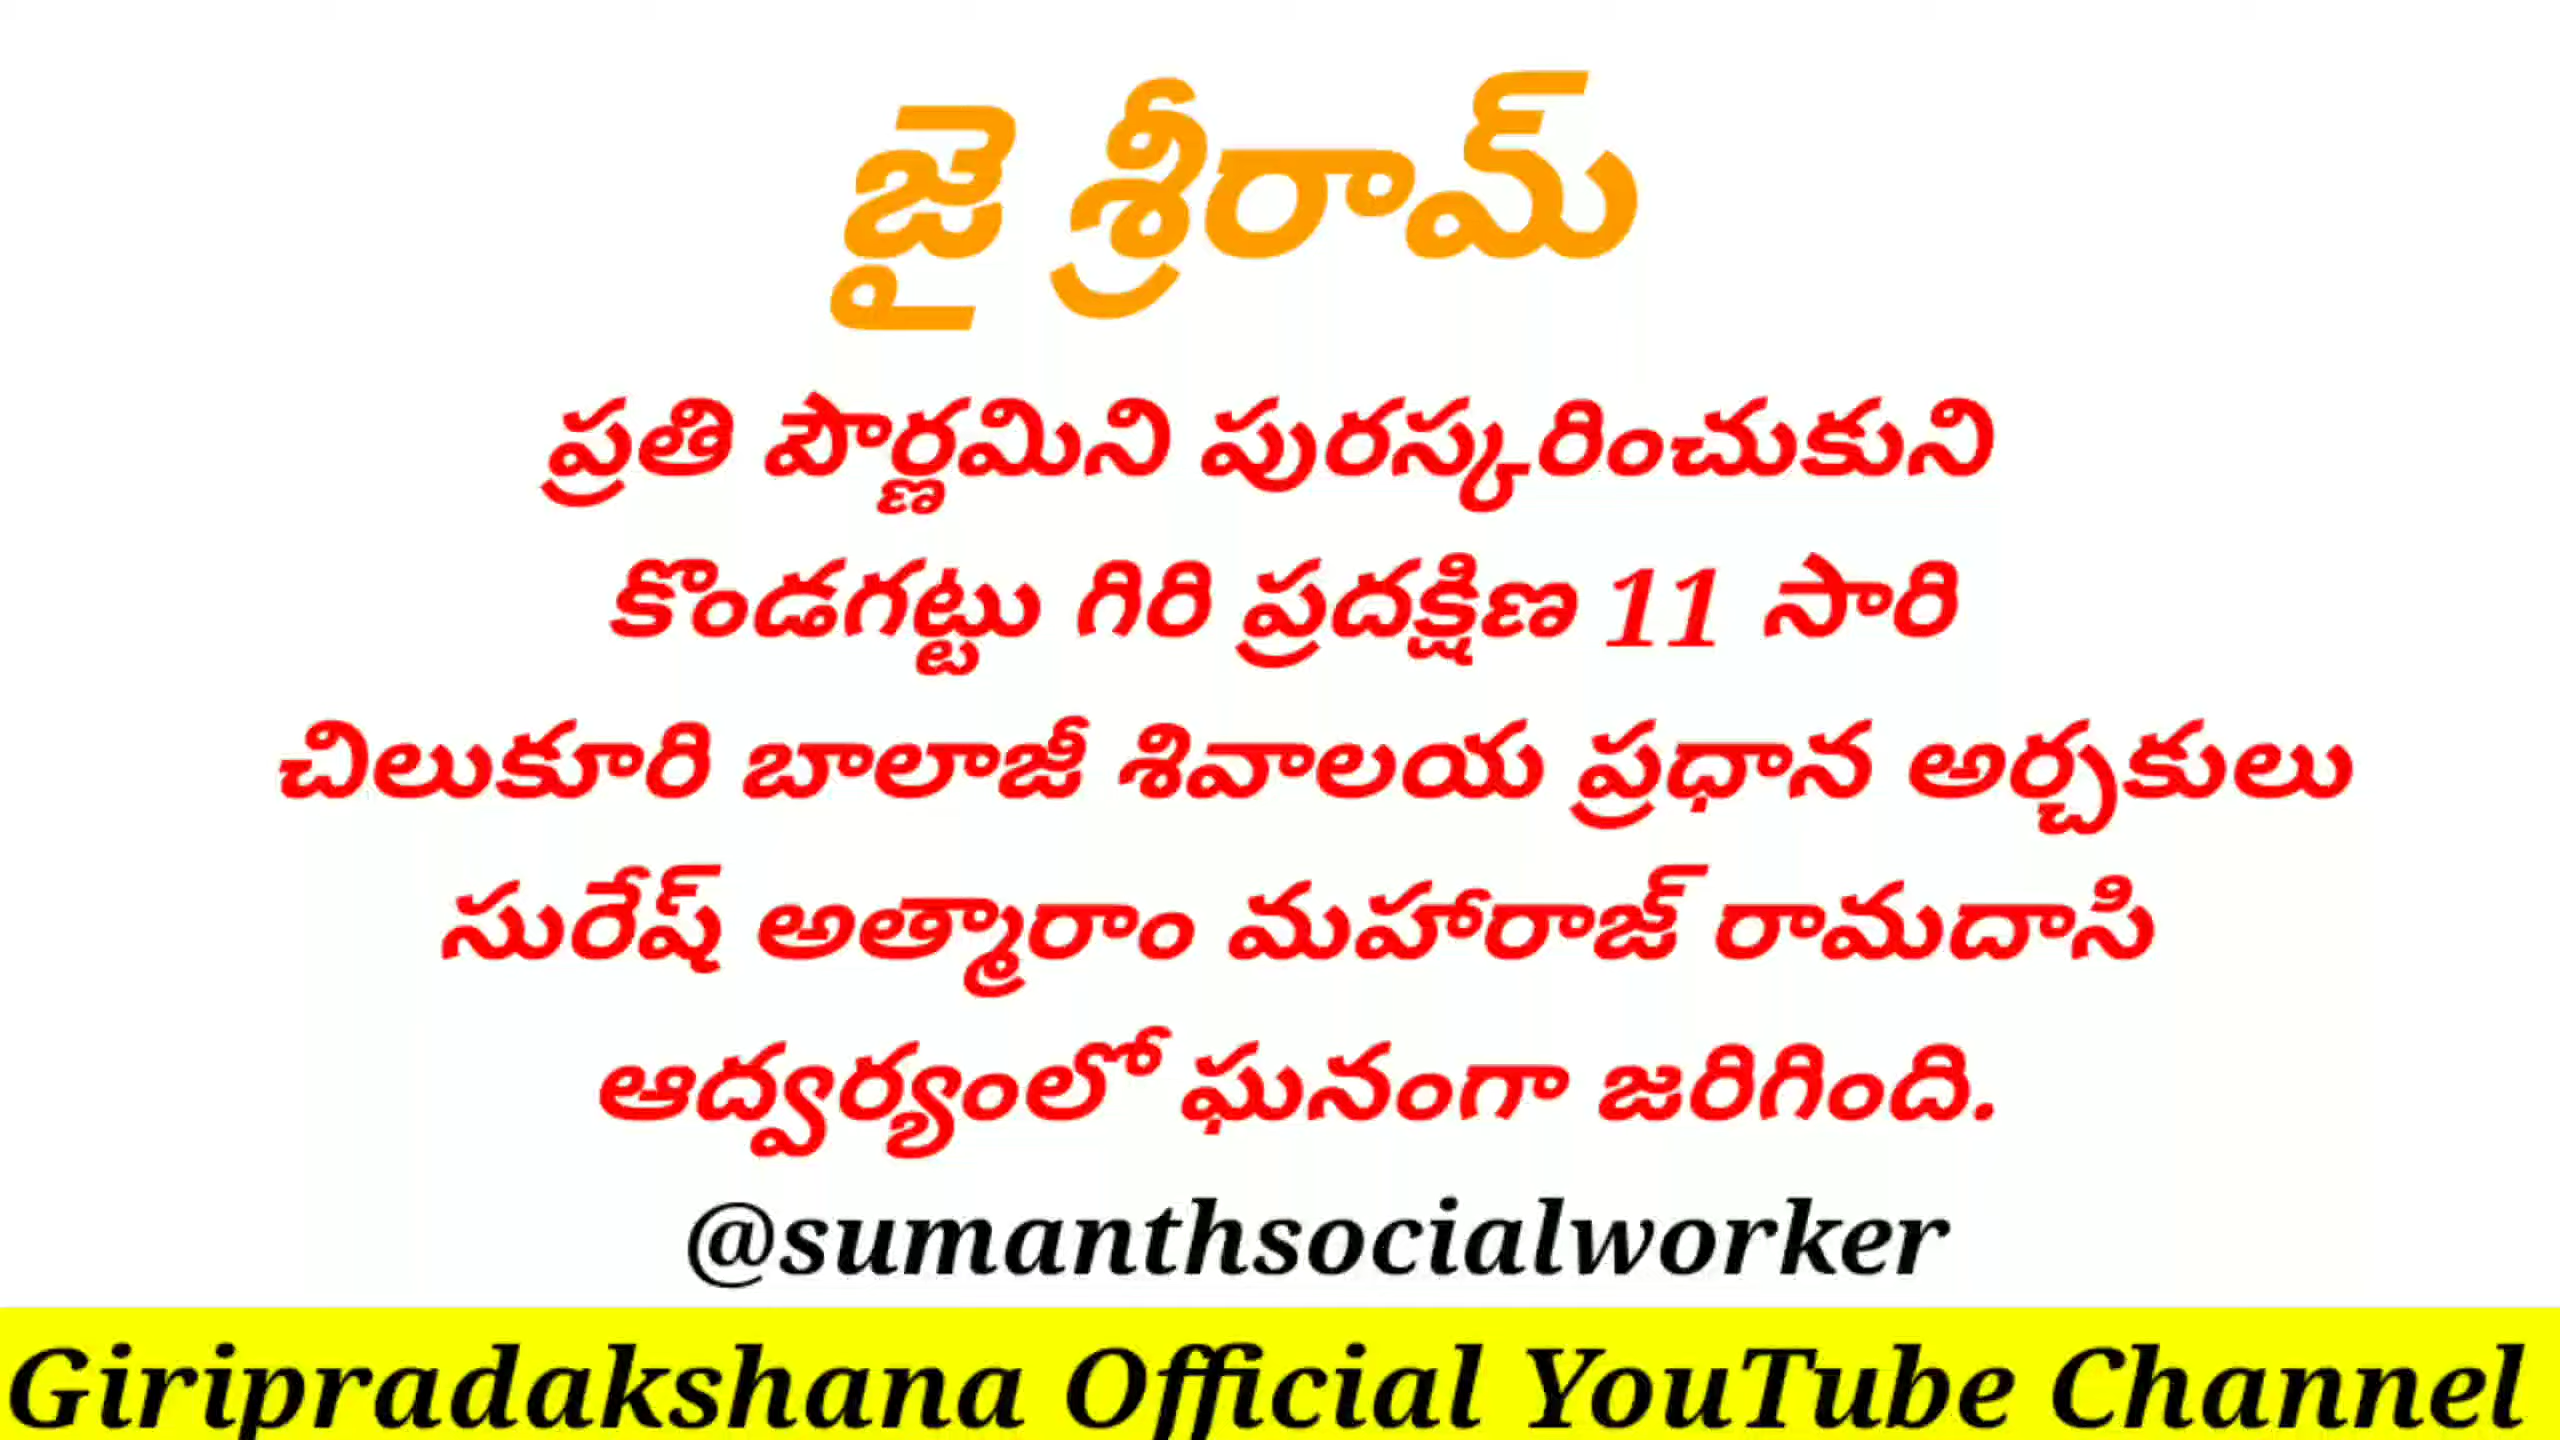 జై శ్రీరామ్
ప్రతి పౌర్ణమిని పురస్కరించుకుని
కొండగట్టు గిరి ప్రదక్షిణ 11 సారి
చిలుకూరి బాలాజీ శివాలయ ప్రధాన అర్చకులు
సురేష్ అత్మారాం మహారాజ్ రామదాసి
ఆద్వర్యంలో ఘనంగా జరిగింది.
@sumanthsocialworker
Giripradakshana Official YouTube Channel